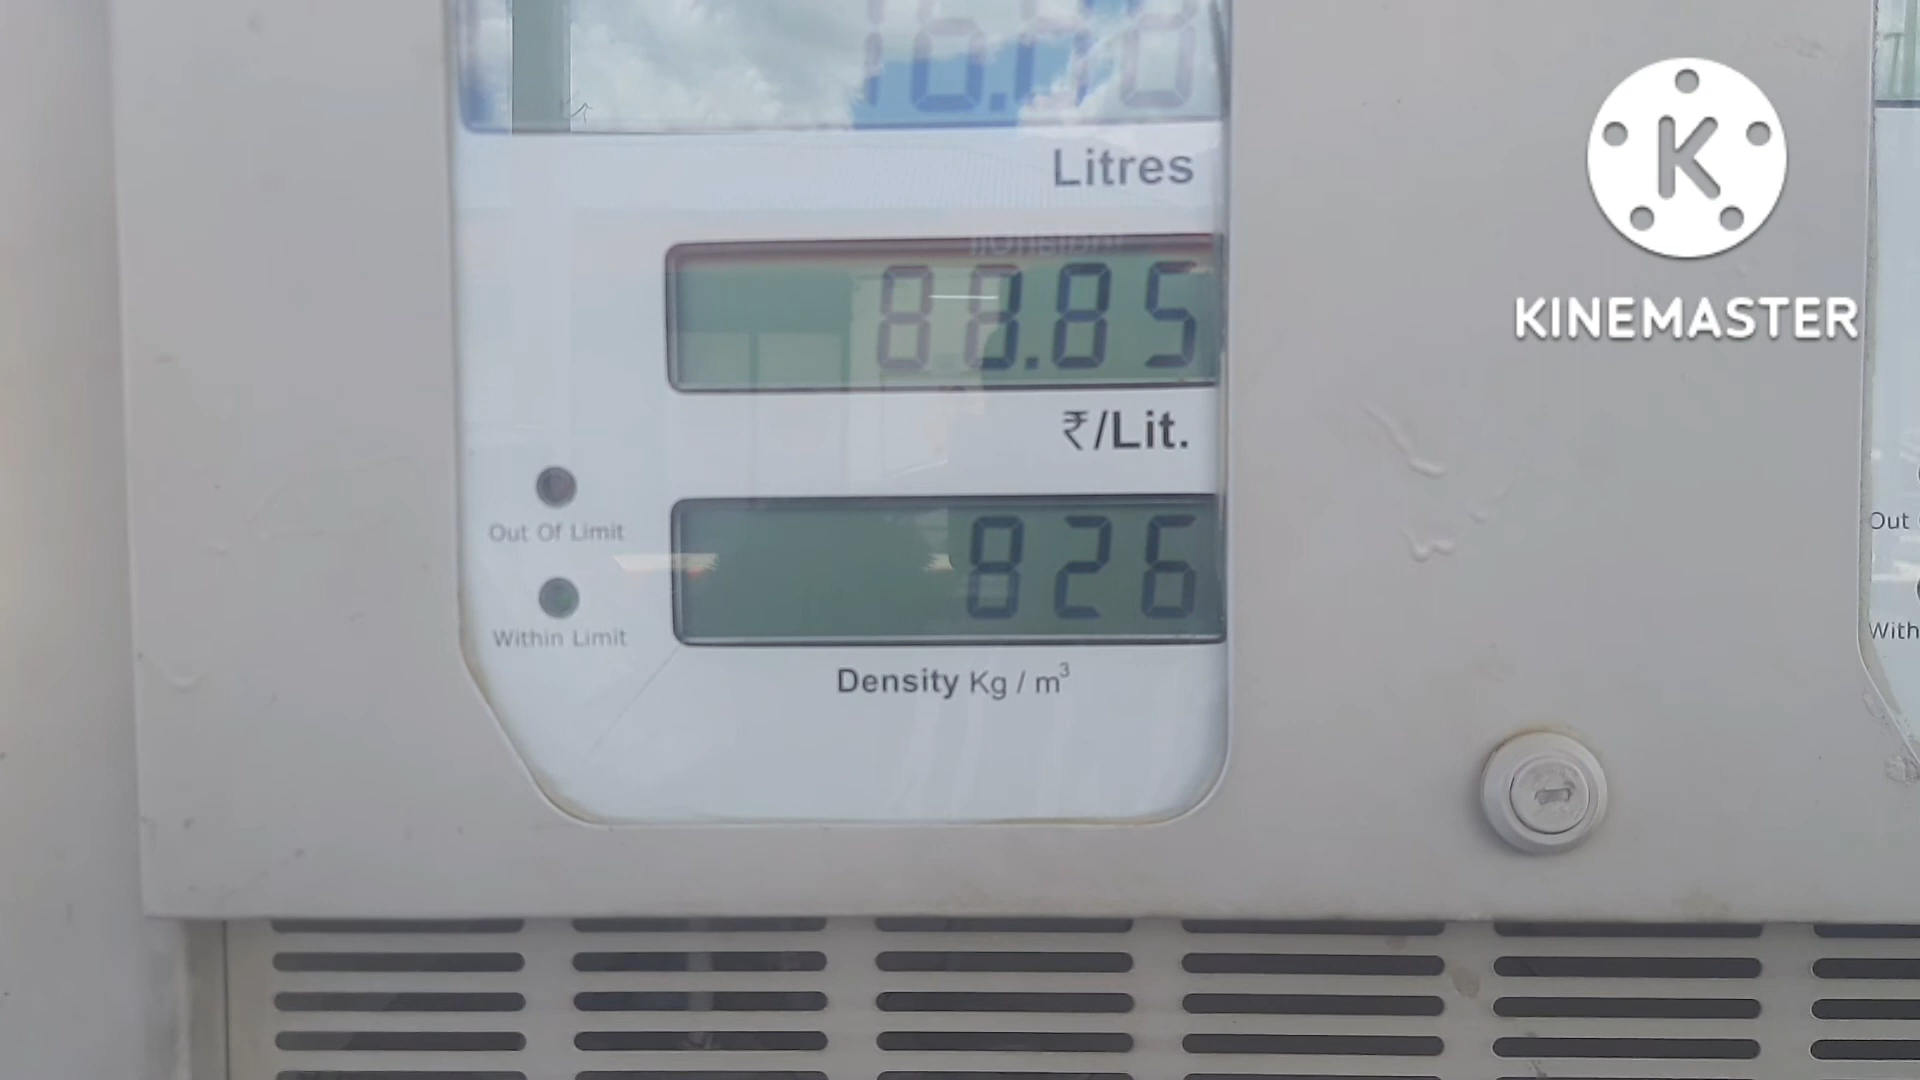 Litres
KINEMASTER
88.85
₹/Lit.
Out Of Limit
826
Out
Within Limit
With
Density Kg / m³